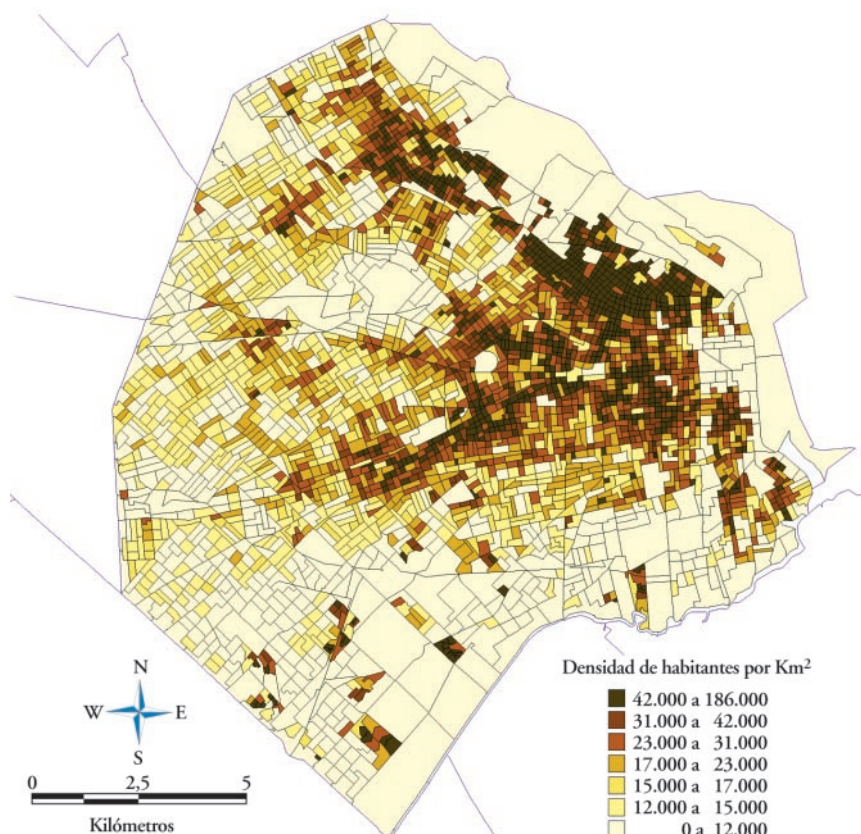 N
W E
S
0 2,5 5
Kilómetros
Densidad de habitantes por Km²
42.000 a 186.000
31.000 a 42.000
23.000 a 31.000
17.000 a 23.000
15.000 a 17.000
12.000 a 15.000
0 a 12.000